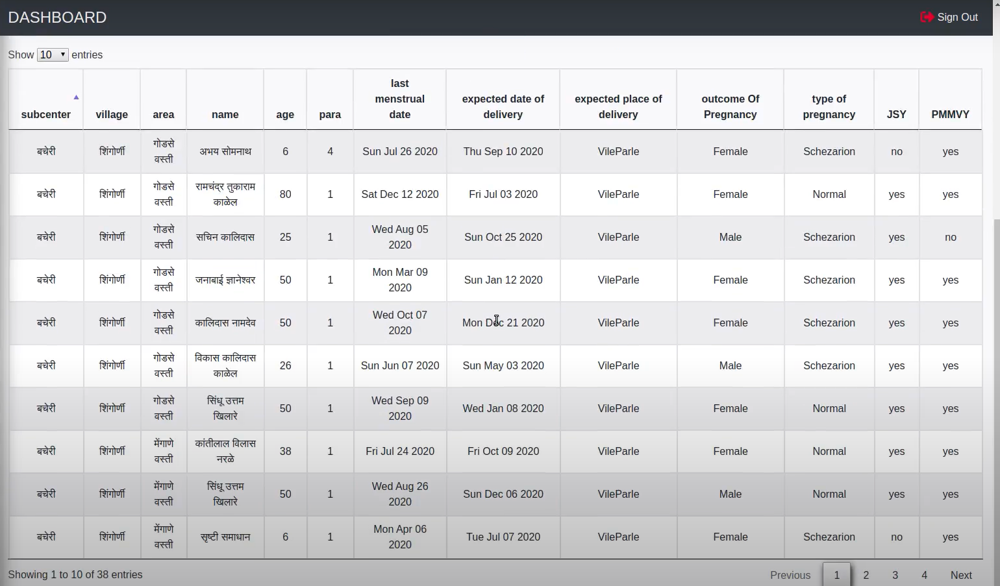 DASHBOARD
Sign Out
Show 10 entries
subcenter village area name age para last menstrual date expected date of delivery expected place of delivery outcome Of Pregnancy type of pregnancy JSY PMMVY
बचेरी शिंगोर्णी गोडसे वस्ती अभय सोमनाथ 6 4 Sun Jul 26 2020 Thu Sep 10 2020 VileParle Female Schezarion no yes
बचेरी शिंगोर्णी गोडसे वस्ती रामचंद्र तुकाराम काळेल 80 1 Sat Dec 12 2020 Fri Jul 03 2020 VileParle Female Normal yes yes
बचेरी शिंगोर्णी गोडसे वस्ती सचिन कालिदास 25 1 Wed Aug 05 2020 Sun Oct 25 2020 VileParle Male Schezarion yes no
बचेरी शिंगोर्णी गोडसे वस्ती जनाबाई ज्ञानेश्वर 50 1 Mon Mar 09 2020 Sun Jan 12 2020 VileParle Female Schezarion yes yes
बचेरी शिंगोर्णी गोडसे वस्ती कालिदास नामदेव 50 1 Wed Oct 07 2020 Mon Dec 21 2020 VileParle Female Schezarion yes yes
बचेरी शिंगोर्णी गोडसे वस्ती विकास कालिदास काळेल 26 1 Sun Jun 07 2020 Sun May 03 2020 VileParle Male Schezarion yes yes
बचेरी शिंगोर्णी गोडसे वस्ती सिंधू उत्तम खिलारे 50 1 Wed Sep 09 2020 Wed Jan 08 2020 VileParle Female Normal yes yes
बचेरी शिंगोर्णी मेंगाणे वस्ती कांतीलाल विलास नरळे 38 1 Fri Jul 24 2020 Fri Oct 09 2020 VileParle Female Normal yes yes
बचेरी शिंगोर्णी मेंगाणे वस्ती सिंधू उत्तम खिलारे 50 1 Wed Aug 26 2020 Sun Dec 06 2020 VileParle Male Normal yes yes
बचेरी शिंगोर्णी मेंगाणे वस्ती सृष्टी समाधान 6 1 Mon Apr 06 2020 Tue Jul 07 2020 VileParle Female Schezarion no yes
Showing 1 to 10 of 38 entries
Previous 1 2 3 4 Next